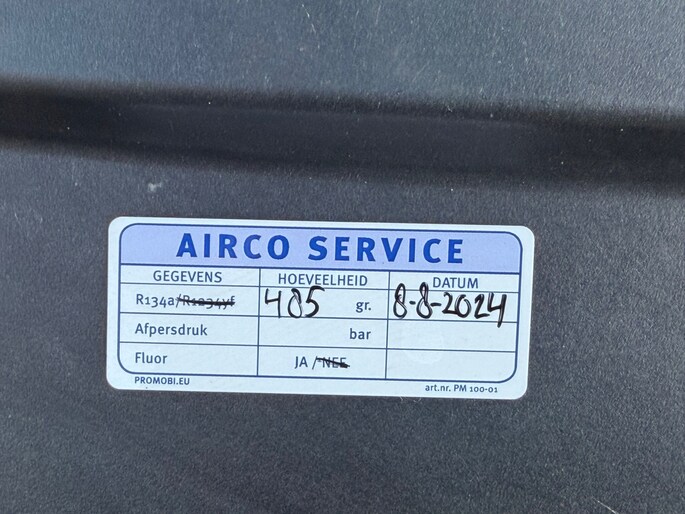 AIRCO SERVICE
GEGEVENS HOEVEELHEID DATUM
R134a/R1234yf 485 gr. 8-8-2024
Afpersdruk bar
Fluor JA / NEE
PROMOBI.EU art.nr. PM 100-01